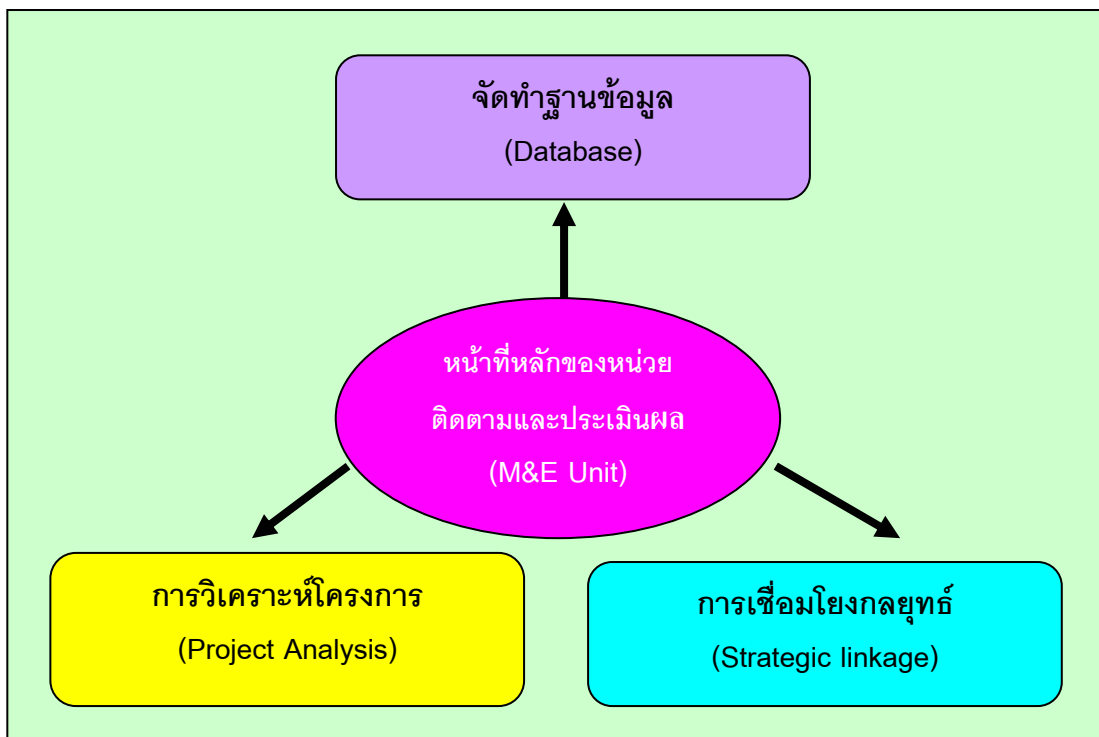 จัดทำฐานข้อมูล
(Database)
หน้าที่หลักของหน่วย
ติดตามและประเมินผล
(M&E Unit)
การวิเคราะห์โครงการ
(Project Analysis)
การเชื่อมโยงกลยุทธ์
(Strategic linkage)